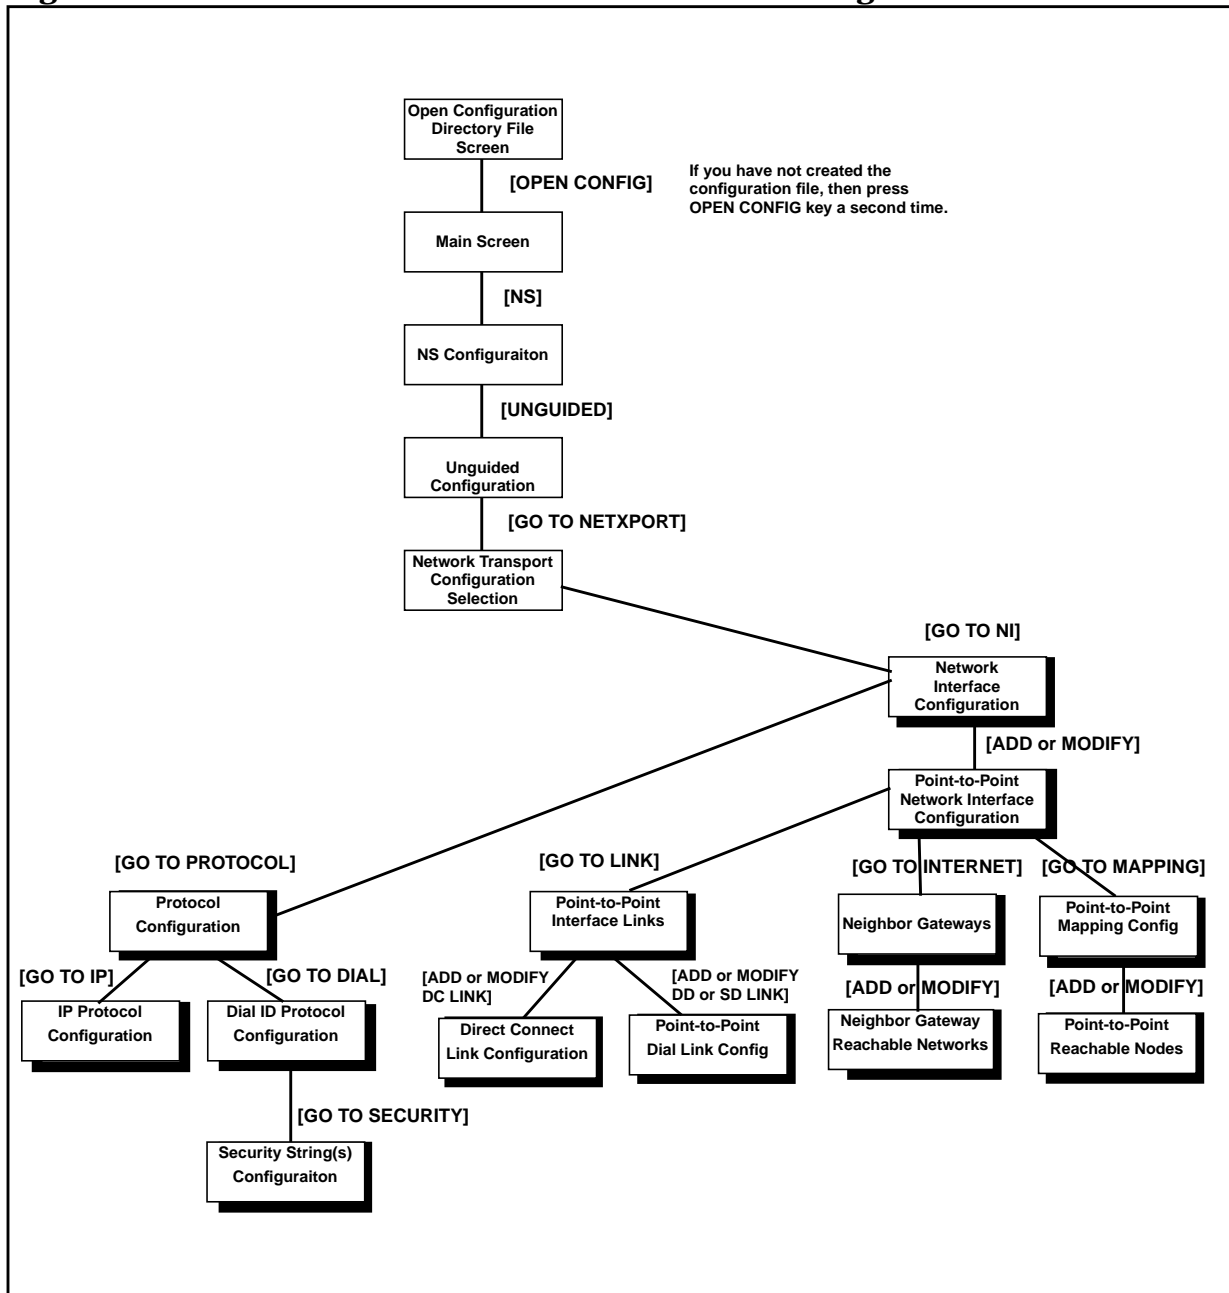 Open Configuration
Directory File
Screen
[OPEN CONFIG]
If you have not created the
configuration file, then press
OPEN CONFIG key a second time.
Main Screen
[NS]
NS Configuraiton
[UNGUIDED]
Unguided
Configuration
[GO TO NETXPORT]
Network Transport
Configuration
Selection
[GO TO NI]
Network
Interface
Configuration
[ADD or MODIFY]
Point-to-Point
Network Interface
Configuration
[GO TO PROTOCOL]
[GO TO LINK]
[GO TO INTERNET]
[GO TO MAPPING]
Protocol
Configuration
Point-to-Point
Interface Links
Neighbor Gateways
Point-to-Point
Mapping Config
[GO TO IP]
[GO TO DIAL]
[ADD or MODIFY
DC LINK]
[ADD or MODIFY
DD or SD LINK]
[ADD or MODIFY]
[ADD or MODIFY]
IP Protocol
Configuration
Dial ID Protocol
Configuration
Direct Connect
Link Configuration
Point-to-Point
Dial Link Config
Neighbor Gateway
Reachable Networks
Point-to-Point
Reachable Nodes
[GO TO SECURITY]
Security String(s)
Configuraiton